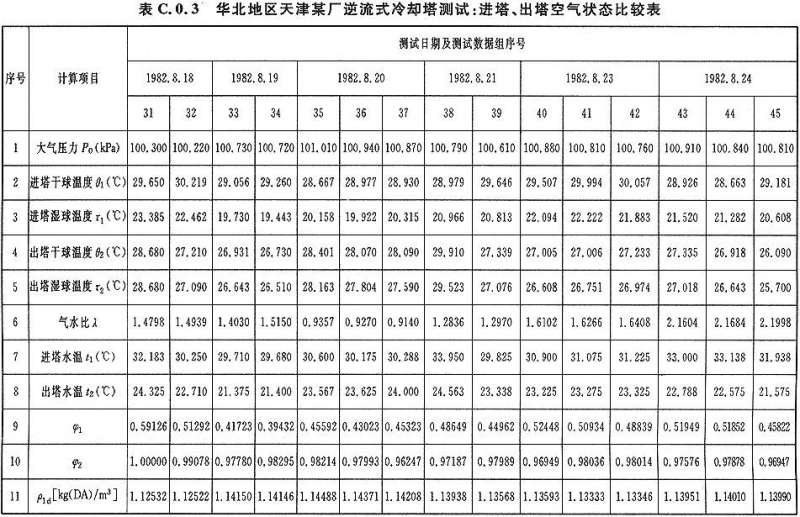 表 C.0.3 华北地区天津某厂逆流式冷却塔测试:进塔、出塔空气状态比较表
序号 计算项目 测试日期及测试数据组序号
1982.8.18 1982.8.19 1982.8.20 1982.8.21 1982.8.23 1982.8.24
31 32 33 34 35 36 37 38 39 40 41 42 43 44 45
1 大气压力 P₀(kPa) 100.300 100.220 100.730 100.720 101.010 100.940 100.870 100.790 100.610 100.880 100.810 100.760 100.910 100.840 100.810
2 进塔干球温度 θ₁(℃) 29.650 30.219 29.056 29.260 28.667 28.977 28.930 28.979 29.646 29.507 29.994 30.057 28.926 28.663 29.181
3 进塔湿球温度 τ₁(℃) 23.385 22.462 19.730 19.443 20.158 19.922 20.315 20.966 20.813 22.094 22.222 21.883 21.520 21.282 20.608
4 出塔干球温度 θ₂(℃) 28.680 27.210 26.931 26.730 28.401 28.070 28.090 29.910 27.339 27.005 27.006 27.233 27.335 26.918 26.090
5 出塔湿球温度 τ₂(℃) 28.680 27.090 26.643 26.510 28.163 27.804 27.590 29.523 27.076 26.608 26.751 26.974 27.018 26.643 25.700
6 气水比 λ 1.4798 1.4939 1.4030 1.5150 0.9357 0.9270 0.9140 1.2836 1.2970 1.6102 1.6266 1.6408 2.1604 2.1684 2.1998
7 进塔水温 t₁(℃) 32.183 30.250 29.710 29.680 30.600 30.175 30.288 33.950 29.825 30.900 31.075 31.225 33.000 33.138 31.938
8 出塔水温 t₂(℃) 24.325 22.710 21.375 21.400 23.567 23.625 24.000 24.563 23.338 23.225 23.275 23.325 22.788 22.575 21.575
9 φ₁ 0.59126 0.51292 0.41723 0.39432 0.45592 0.43023 0.45323 0.48649 0.44962 0.52448 0.50934 0.48839 0.51949 0.51852 0.45822
10 φ₂ 1.00000 0.99078 0.97780 0.98295 0.98214 0.97993 0.96247 0.97187 0.97989 0.96949 0.98036 0.98014 0.97576 0.97878 0.96947
11 ρ₁d[kg(DA)/m³] 1.12532 1.12522 1.14150 1.14146 1.14488 1.14371 1.14208 1.13938 1.13568 1.13593 1.13333 1.13346 1.13951 1.14010 1.13990